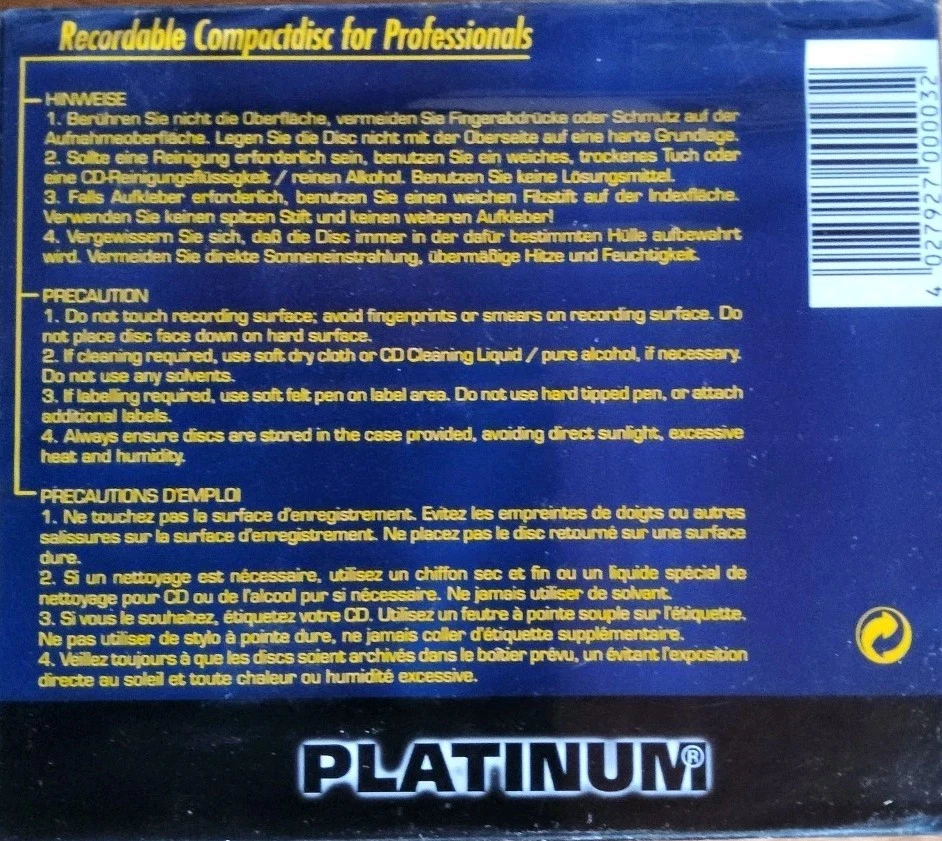 Recordable Compactdisc for Professionals
HINWEISE
1. Berühren Sie nicht die Oberfläche, vermeiden Sie Fingerabdrücke oder Schmutz auf der
Aufnahmeoberfläche. Legen Sie die Disc nicht mit der Oberseite auf eine harte Grundlage.
2. Sollte eine Reinigung erforderlich sein, benutzen Sie ein weiches, trockenes Tuch oder
eine CD-Reinigungsflüssigkeit / reinen Alkohol. Benutzen Sie keine Lösungsmittel.
3. Falls Aufkleber erforderlich, benutzen Sie einen weichen Filzstift auf der Indexfläche.
Verwenden Sie keinen spitzen Stift und keinen weiteren Aufkleber!
4. Vergewissern Sie sich, daß die Disc immer in der dafür bestimmten Hülle aufbewahrt
wird. Vermeiden Sie direkte Sonneneinstrahlung, übermäßige Hitze und Feuchtigkeit.
PRECAUTION
1. Do not touch recording surface; avoid fingerprints or smears on recording surface. Do
not place disc face down on hard surface.
2. If cleaning required, use soft dry cloth or CD Cleaning Liquid / pure alcohol, if necessary.
Do not use any solvents.
3. If labelling required, use soft felt pen on label area. Do not use hard tipped pen, or attach
additional labels.
4. Always ensure discs are stored in the case provided, avoiding direct sunlight, excessive
heat and humidity.
PRECAUTIONS D'EMPLOI
1. Ne touchez pas la surface d'enregistrement. Evitez les empreintes de doigts ou autres
salissures sur la surface d'enregistrement. Ne placez pas le disc retourné sur une surface
dure.
2. Si un nettoyage est nécessaire, utilisez un chiffon sec et fin ou un liquide spécial de
nettoyage pour CD ou de l'alcool pur si nécessaire. Ne jamais utiliser de solvant.
3. Si vous le souhaitez, étiquetez votre CD. Utilisez un feutre à pointe souple sur l'étiquette.
Ne pas utiliser de stylo à pointe dure, ne jamais coller d'étiquette supplémentaire.
4. Veillez toujours à que les discs soient archivés dans le boîtier prévu, un évitant l'exposition
directe au soleil et toute chaleur ou humidité excessive.
4 027927 000032
PLATINUM®